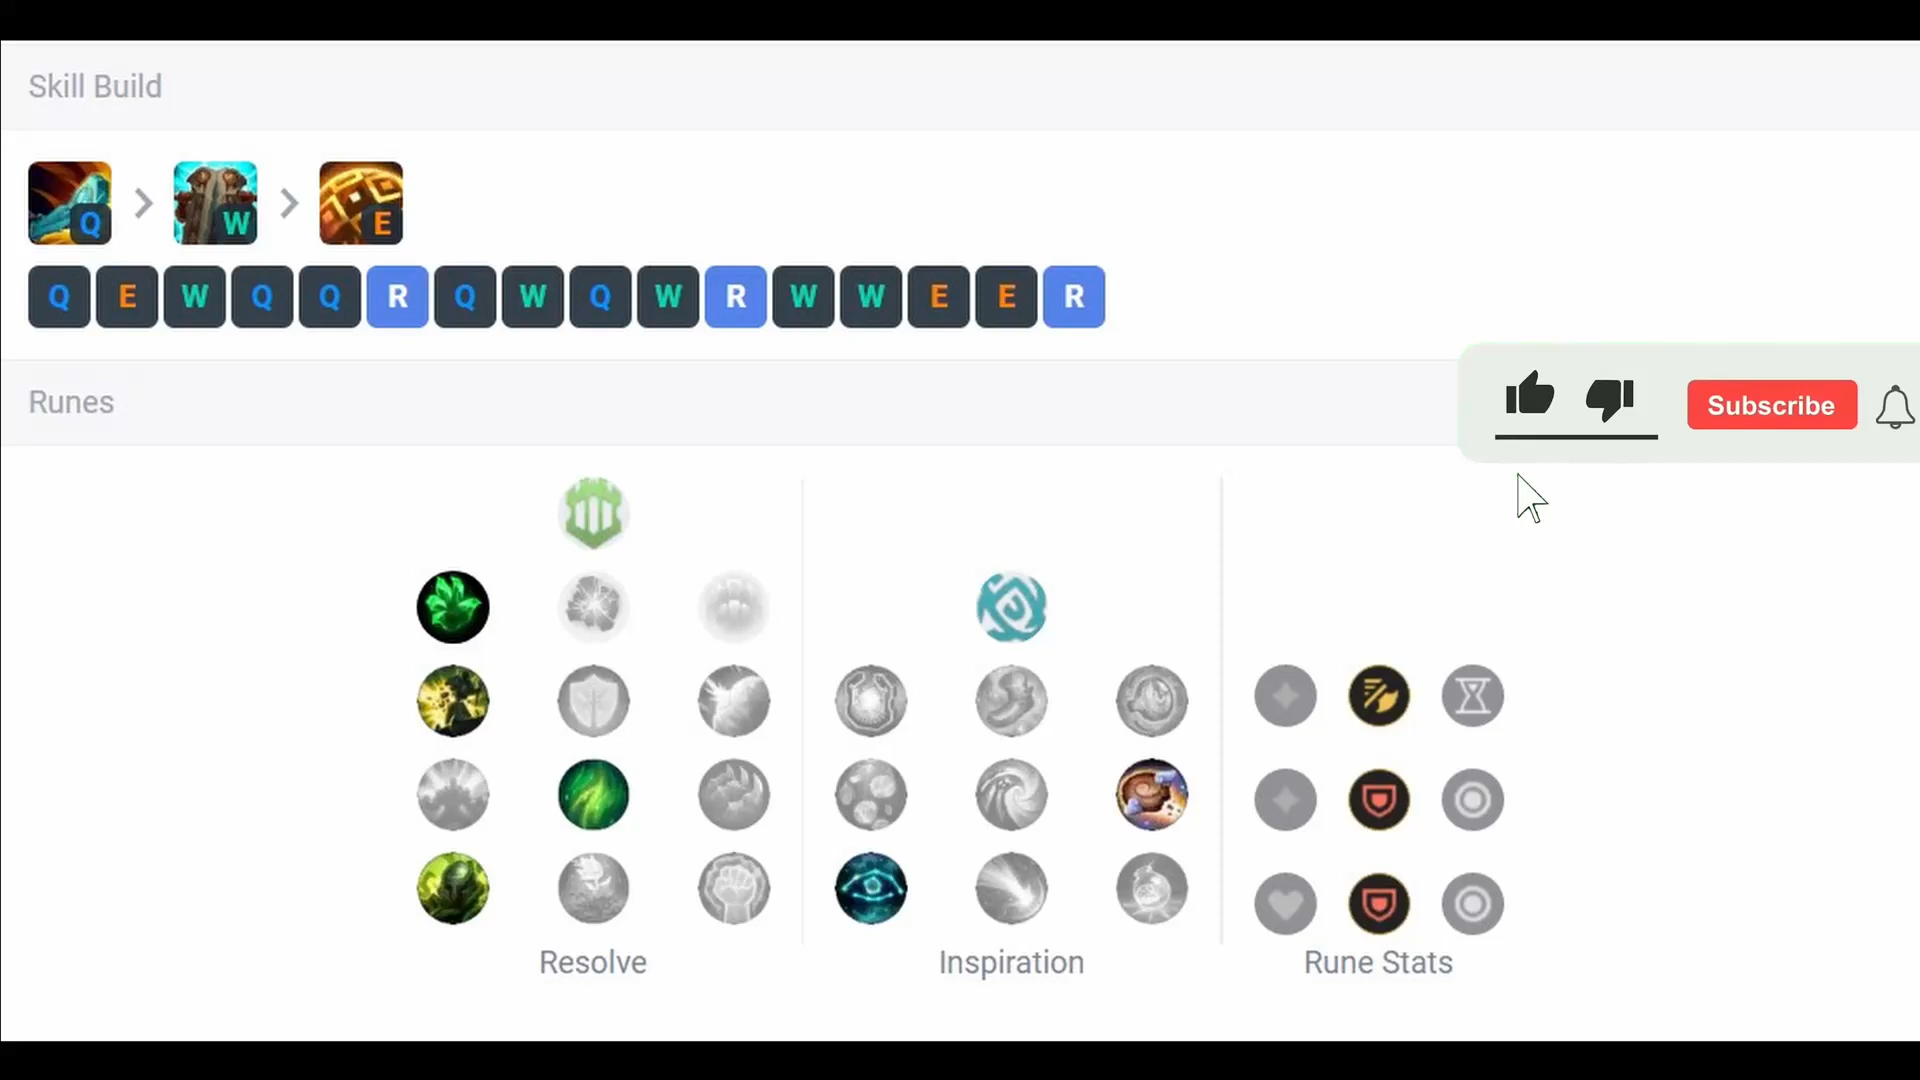 Skill Build
Q W E
Q E W Q Q R Q W Q W R W W E E R
Runes
Subscribe
Resolve Inspiration Rune Stats